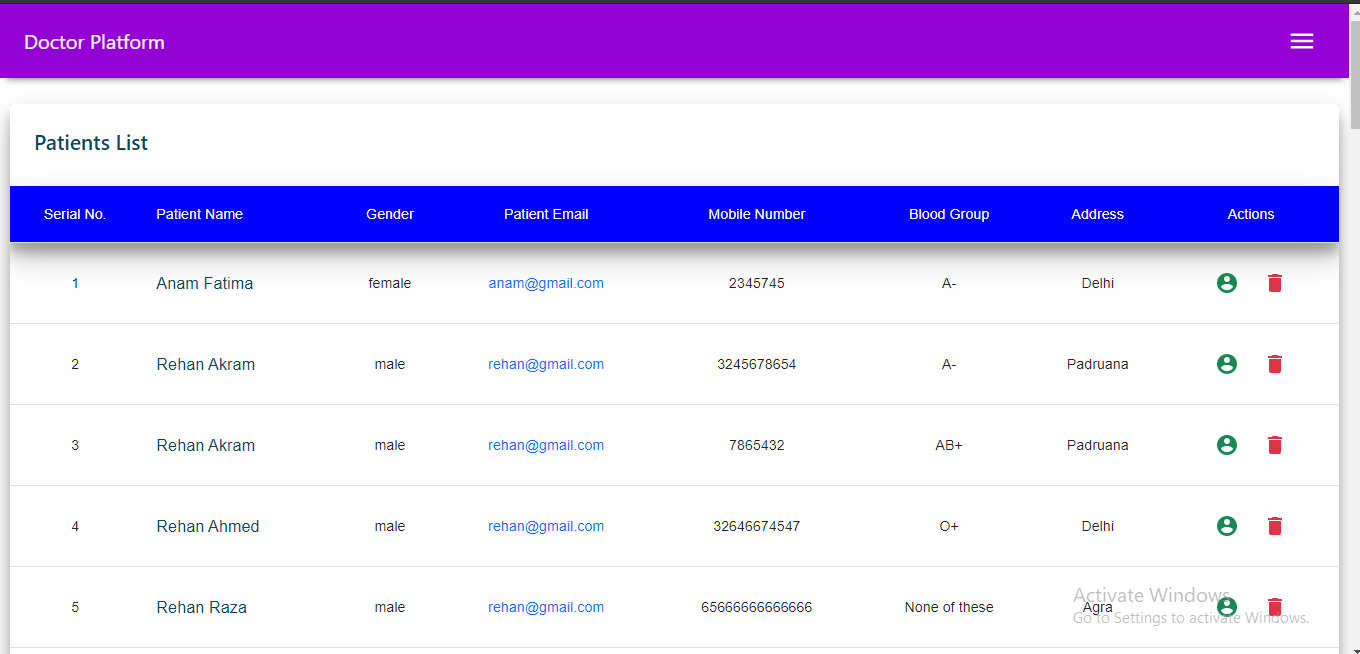 Doctor Platform
Patients List
Serial No. Patient Name Gender Patient Email Mobile Number Blood Group Address Actions
1 Anam Fatima female anam@gmail.com 2345745 A- Delhi
2 Rehan Akram male rehan@gmail.com 3245678654 A- Padruana
3 Rehan Akram male rehan@gmail.com 7865432 AB+ Padruana
4 Rehan Ahmed male rehan@gmail.com 32646674547 O+ Delhi
5 Rehan Raza male rehan@gmail.com 65666666666666 None of these Agra
Activate Windows
Go to Settings to activate Windows.